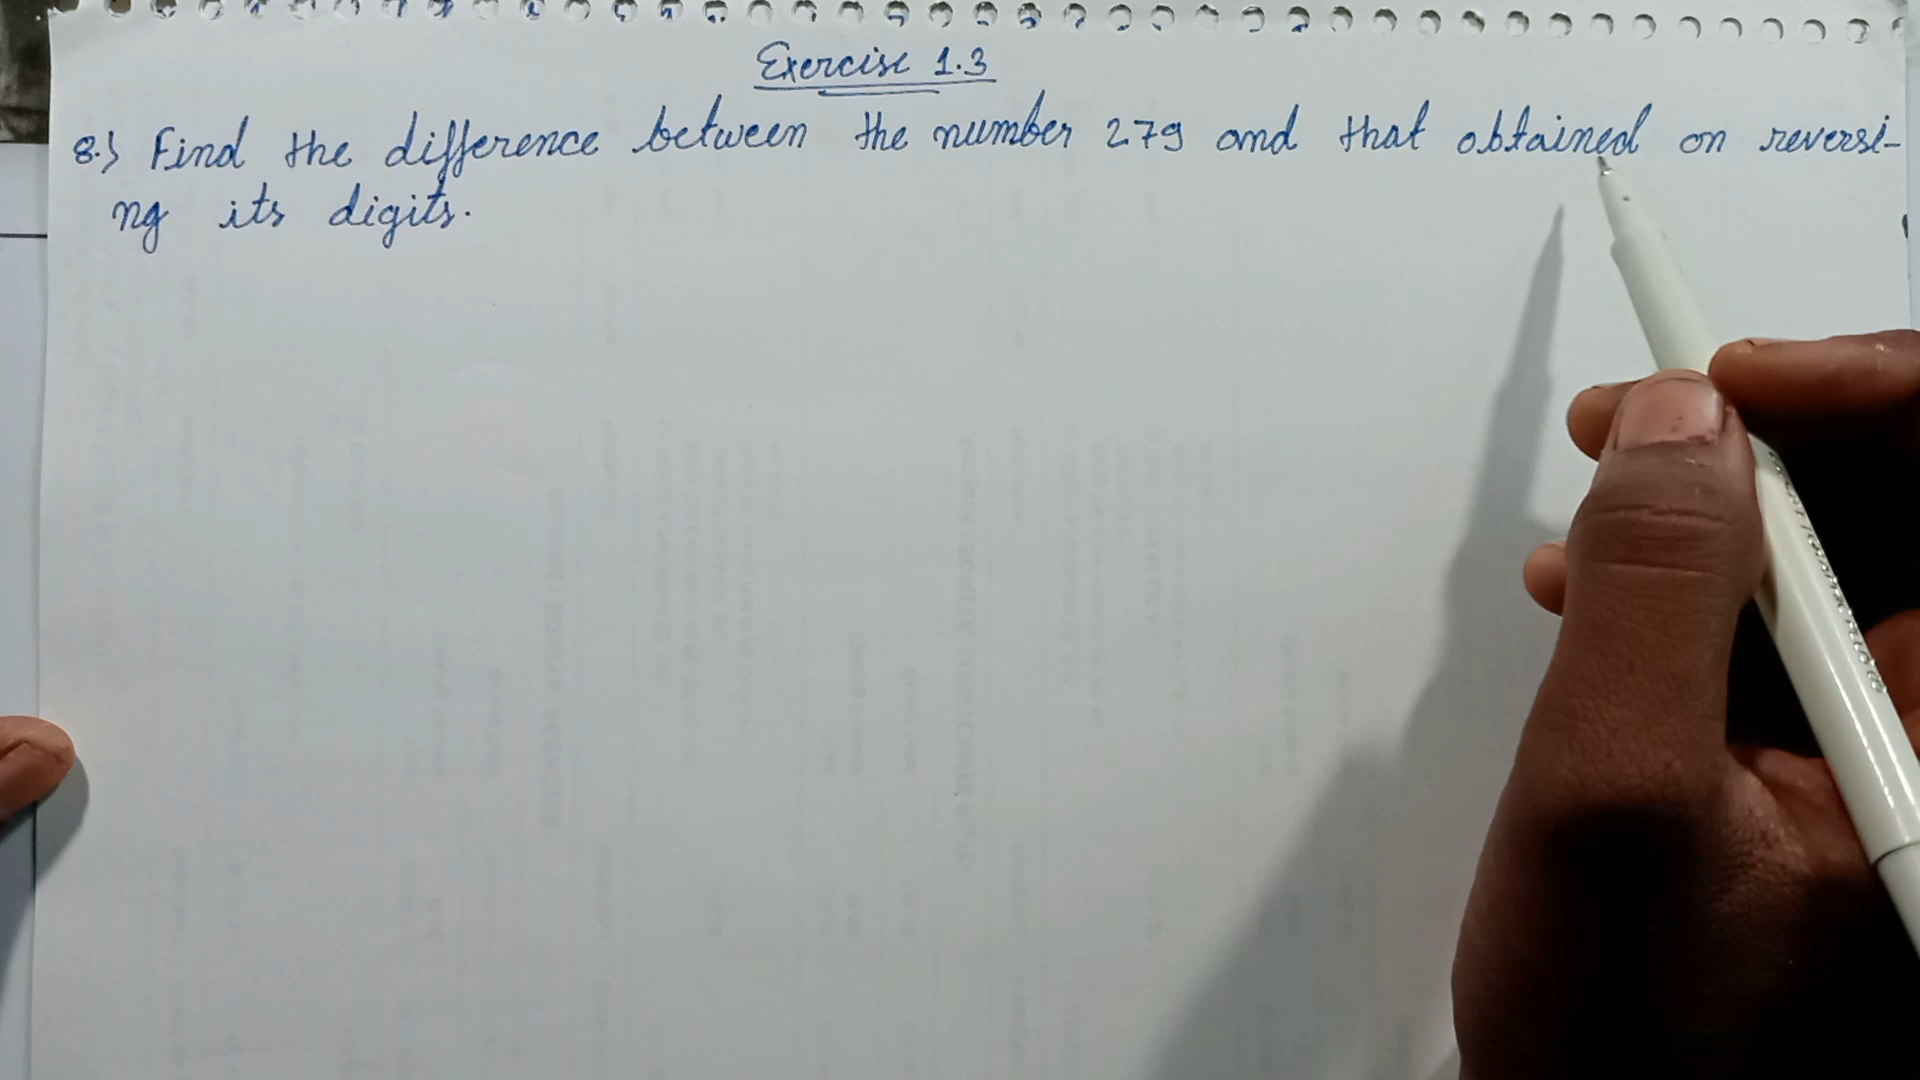 Exercise 1.3
8.) Find the difference between the number 279 and that obtained on reversi-
ng its digits.